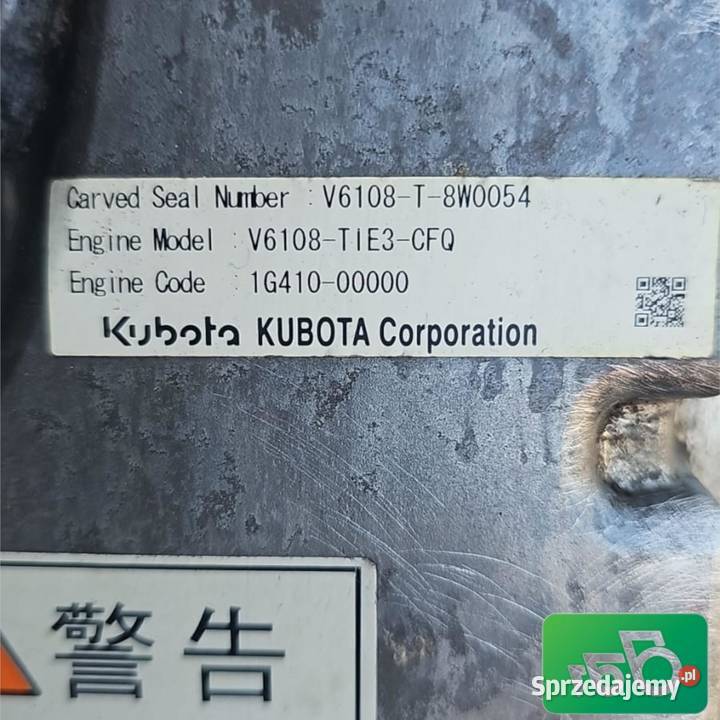 Carved Seal Number : V6108-T-8W0054
Engine Model : V6108-TIE3-CFQ
Engine Code : 1G410-00000
Kubota KUBOTA Corporation
警告
Sprzedajemy.pl